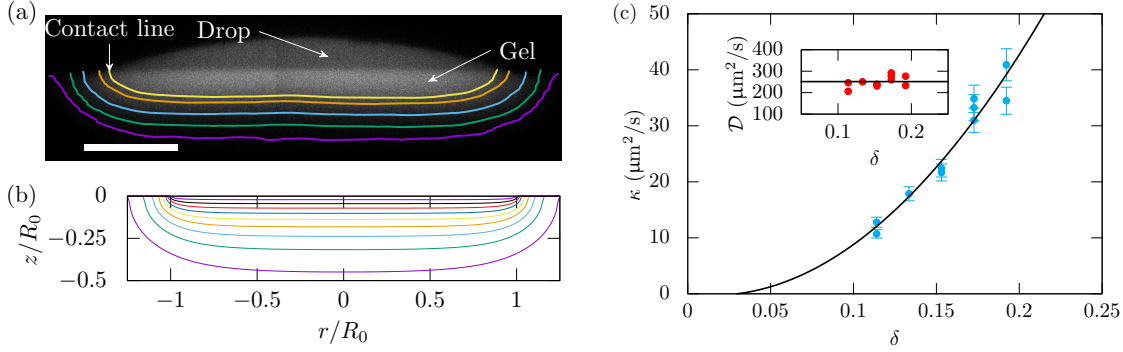 (a)
Contact line
Drop
Gel
(b)
0
−0.25
−0.5
z/R₀
−1
−0.5
0
0.5
1
r/R₀
(c)
50
40
30
20
10
0
κ (μm²/s)
0
0.05
0.1
0.15
0.2
0.25
δ
400
300
200
100
𝒟 (μm²/s)
0.1
0.2
δ